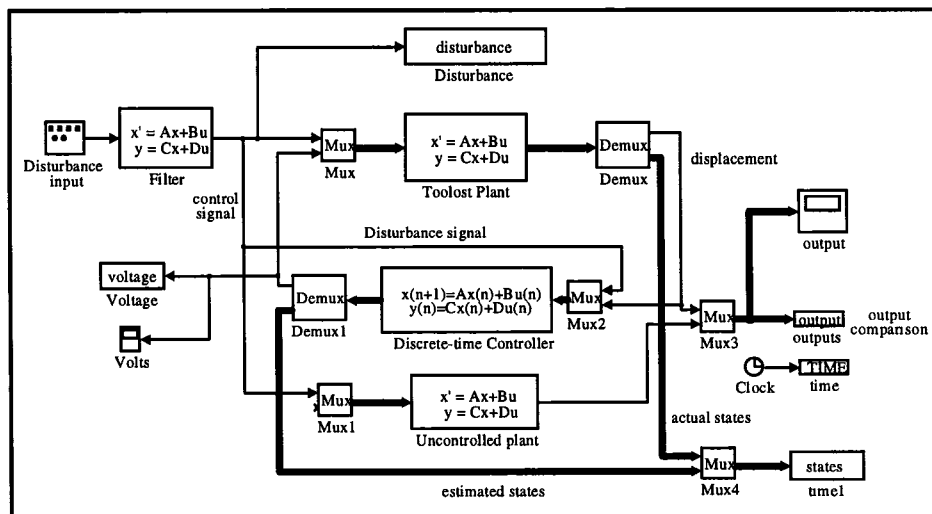 disturbance
Disturbance
x' = Ax+Bu
y = Cx+Du
Filter
Disturbance
input
Mux
Mux
x' = Ax+Bu
y = Cx+Du
Toolost Plant
Demux
Demux
displacement
control
signal
output
Disturbance signal
voltage
Voltage
Volts
Demux
Demux1
x(n+1)=Ax(n)+Bu(n)
y(n)=Cx(n)+Du(n)
Discrete-time Controller
Mux
Mux2
Mux
Mux3
output
outputs
output
comparison
Clock
TIME
time
Mux
x
Mux1
x' = Ax+Bu
y = Cx+Du
Uncontrolled plant
actual states
estimated states
Mux
Mux4
states
time1